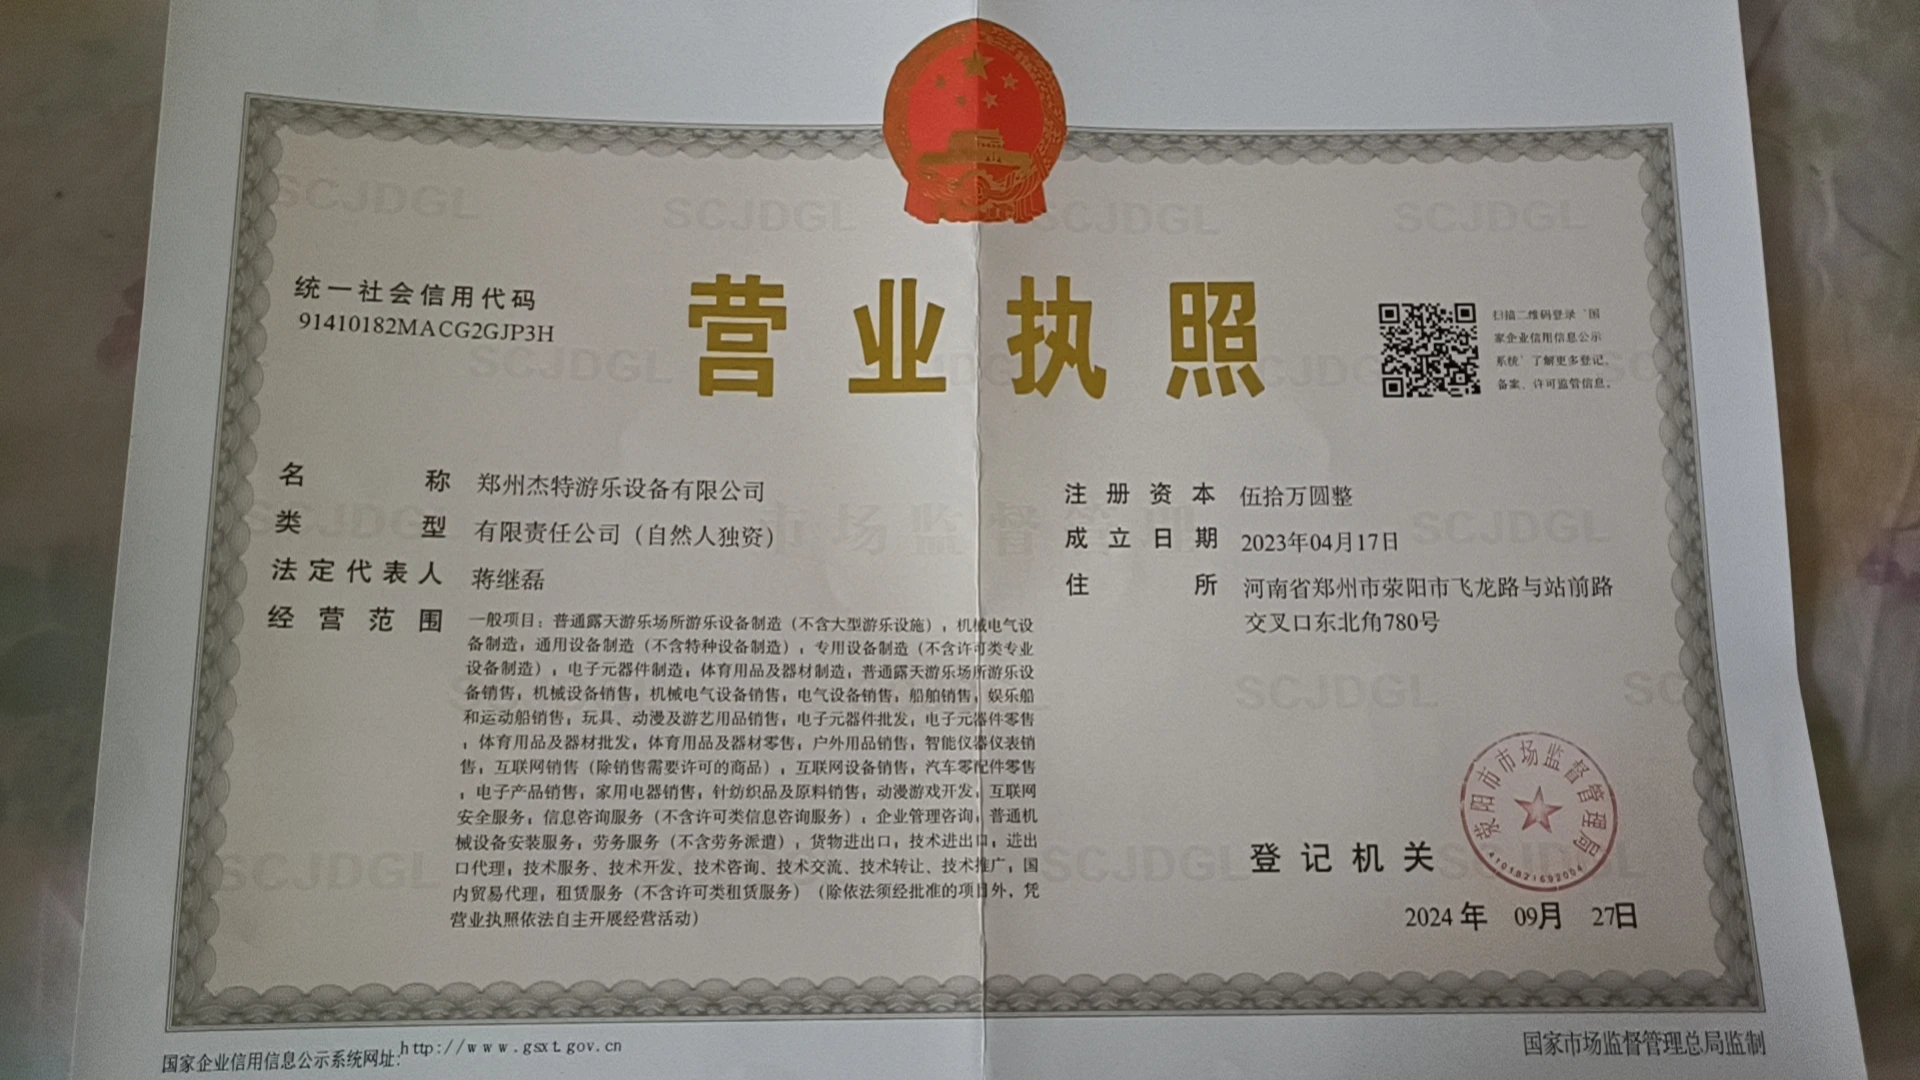 统一社会信用代码
91410182MACG2GJP3H
营业执照
扫描二维码登录‘国
家企业信用信息公示
系统’了解更多登记、
备案、许可监管信息。
名称 郑州杰特游乐设备有限公司
类型 有限责任公司（自然人独资）
法定代表人 蒋继磊
经营范围 一般项目：普通露天游乐场所游乐设备制造（不含大型游乐设施）；机械电气设
备制造；通用设备制造（不含特种设备制造）；专用设备制造（不含许可类专业
设备制造）；电子元器件制造；体育用品及器材制造；普通露天游乐场所游乐设
备销售；机械设备销售；机械电气设备销售；电气设备销售；船舶销售；娱乐船
和运动船销售；玩具、动漫及游艺用品销售；电子元器件批发；电子元器件零售
；体育用品及器材批发；体育用品及器材零售；户外用品销售；智能仪器仪表销
售；互联网销售（除销售需要许可的商品）；互联网设备销售；汽车零配件零售
；电子产品销售；家用电器销售；针纺织品及原料销售；动漫游戏开发；互联网
安全服务；信息咨询服务（不含许可类信息咨询服务）；企业管理咨询；普通机
械设备安装服务；劳务服务（不含劳务派遣）；货物进出口；技术进出口；进出
口代理；技术服务、技术开发、技术咨询、技术交流、技术转让、技术推广；国
内贸易代理；租赁服务（不含许可类租赁服务）（除依法须经批准的项目外，凭
营业执照依法自主开展经营活动）
注册资本 伍拾万圆整
成立日期 2023年04月17日
住所 河南省郑州市荥阳市飞龙路与站前路
交叉口东北角780号
荥阳市市场监督管理局
4101821692004
登记机关
2024年 09月 27日
国家企业信用信息公示系统网址:http://www.gsxt.gov.cn
国家市场监督管理总局监制
SCJDGL
市场监督管理